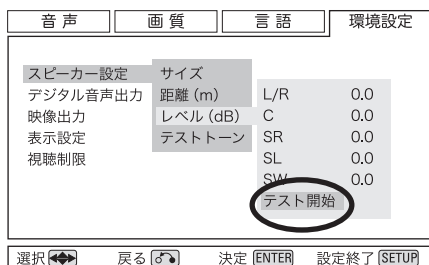 音声 画質 言語 環境設定
スピーカー設定 サイズ
デジタル音声出力 距離 (m) L/R 0.0
映像出力 レベル (dB) C 0.0
表示設定 テストトーン SR 0.0
視聴制限 SL 0.0
SW 0.0
テスト開始
選択 戻る 決定 ENTER 設定終了 SETUP